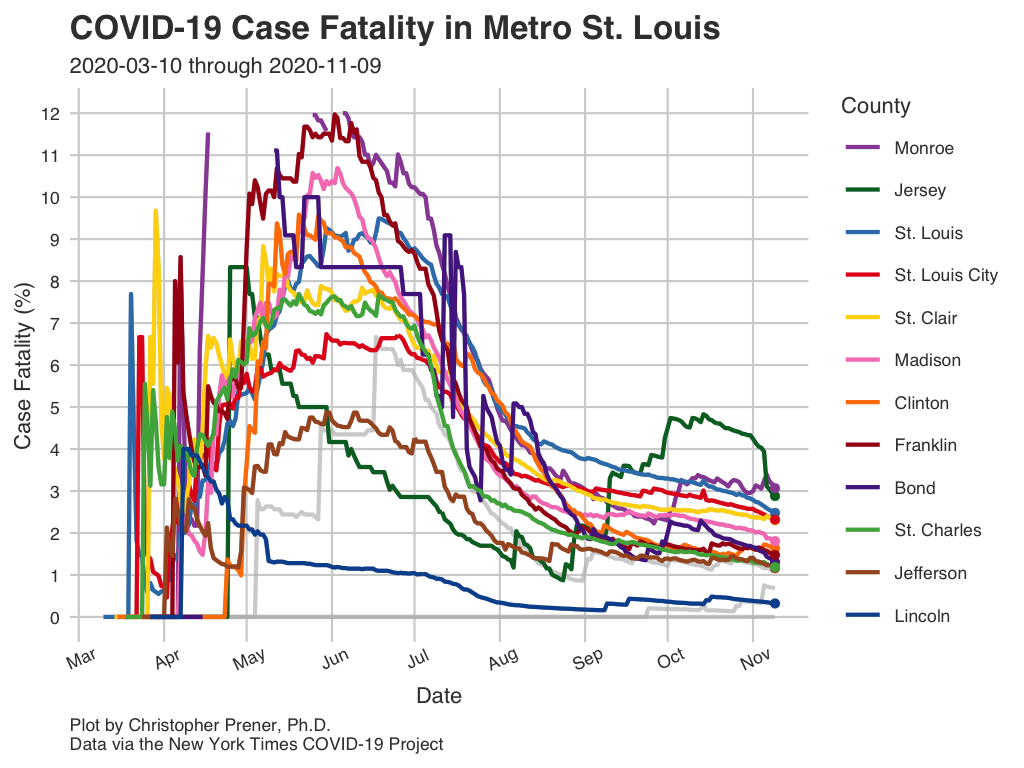 COVID-19 Case Fatality in Metro St. Louis
2020-03-10 through 2020-11-09
Case Fatality (%)
12
11
10
9
8
7
6
5
4
3
2
1
0
Mar
Apr
May
Jun
Jul
Aug
Sep
Oct
Nov
Date
County
Monroe
Jersey
St. Louis
St. Louis City
St. Clair
Madison
Clinton
Franklin
Bond
St. Charles
Jefferson
Lincoln
Plot by Christopher Prener, Ph.D.
Data via the New York Times COVID-19 Project